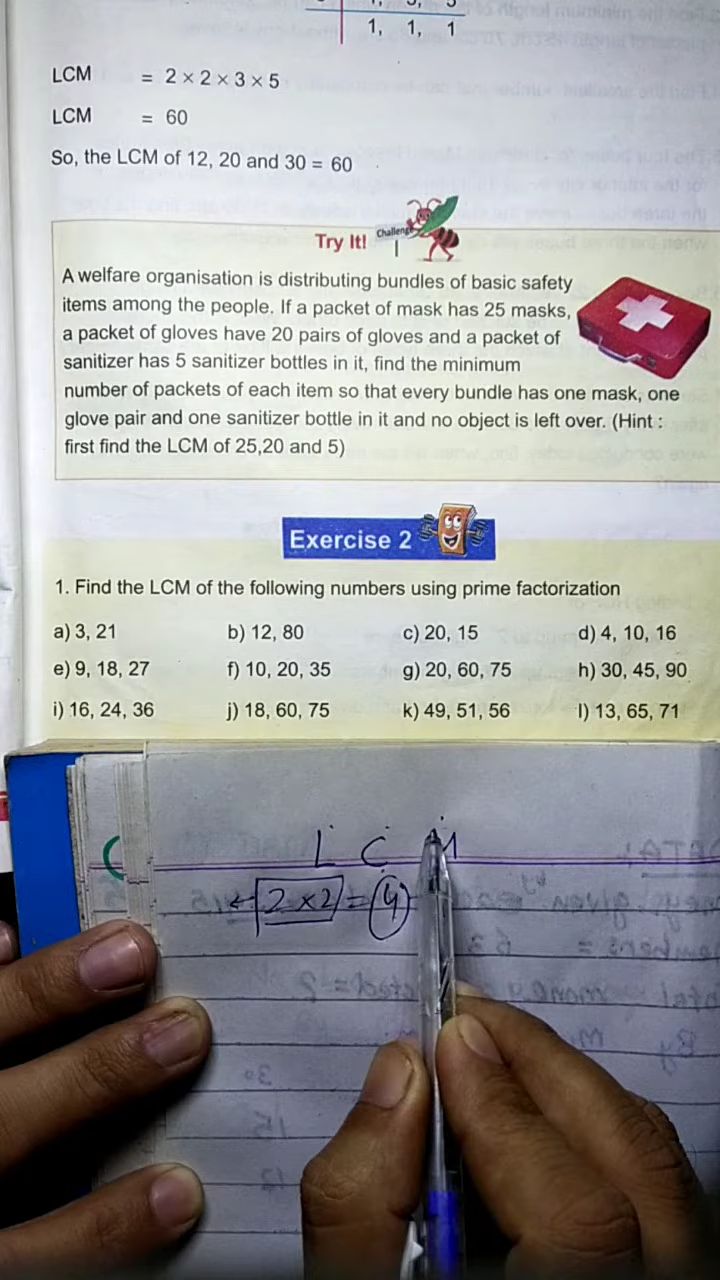 1, 1, 1
LCM = 2 × 2 × 3 × 5
LCM = 60
So, the LCM of 12, 20 and 30 = 60
Try It!
Challenge
A welfare organisation is distributing bundles of basic safety
items among the people. If a packet of mask has 25 masks,
a packet of gloves have 20 pairs of gloves and a packet of
sanitizer has 5 sanitizer bottles in it, find the minimum
number of packets of each item so that every bundle has one mask, one
glove pair and one sanitizer bottle in it and no object is left over. (Hint :
first find the LCM of 25,20 and 5)
Exercise 2
1. Find the LCM of the following numbers using prime factorization
a) 3, 21 b) 12, 80 c) 20, 15 d) 4, 10, 16
e) 9, 18, 27 f) 10, 20, 35 g) 20, 60, 75 h) 30, 45, 90
i) 16, 24, 36 j) 18, 60, 75 k) 49, 51, 56 l) 13, 65, 71
L C M
2 × 2 = 4